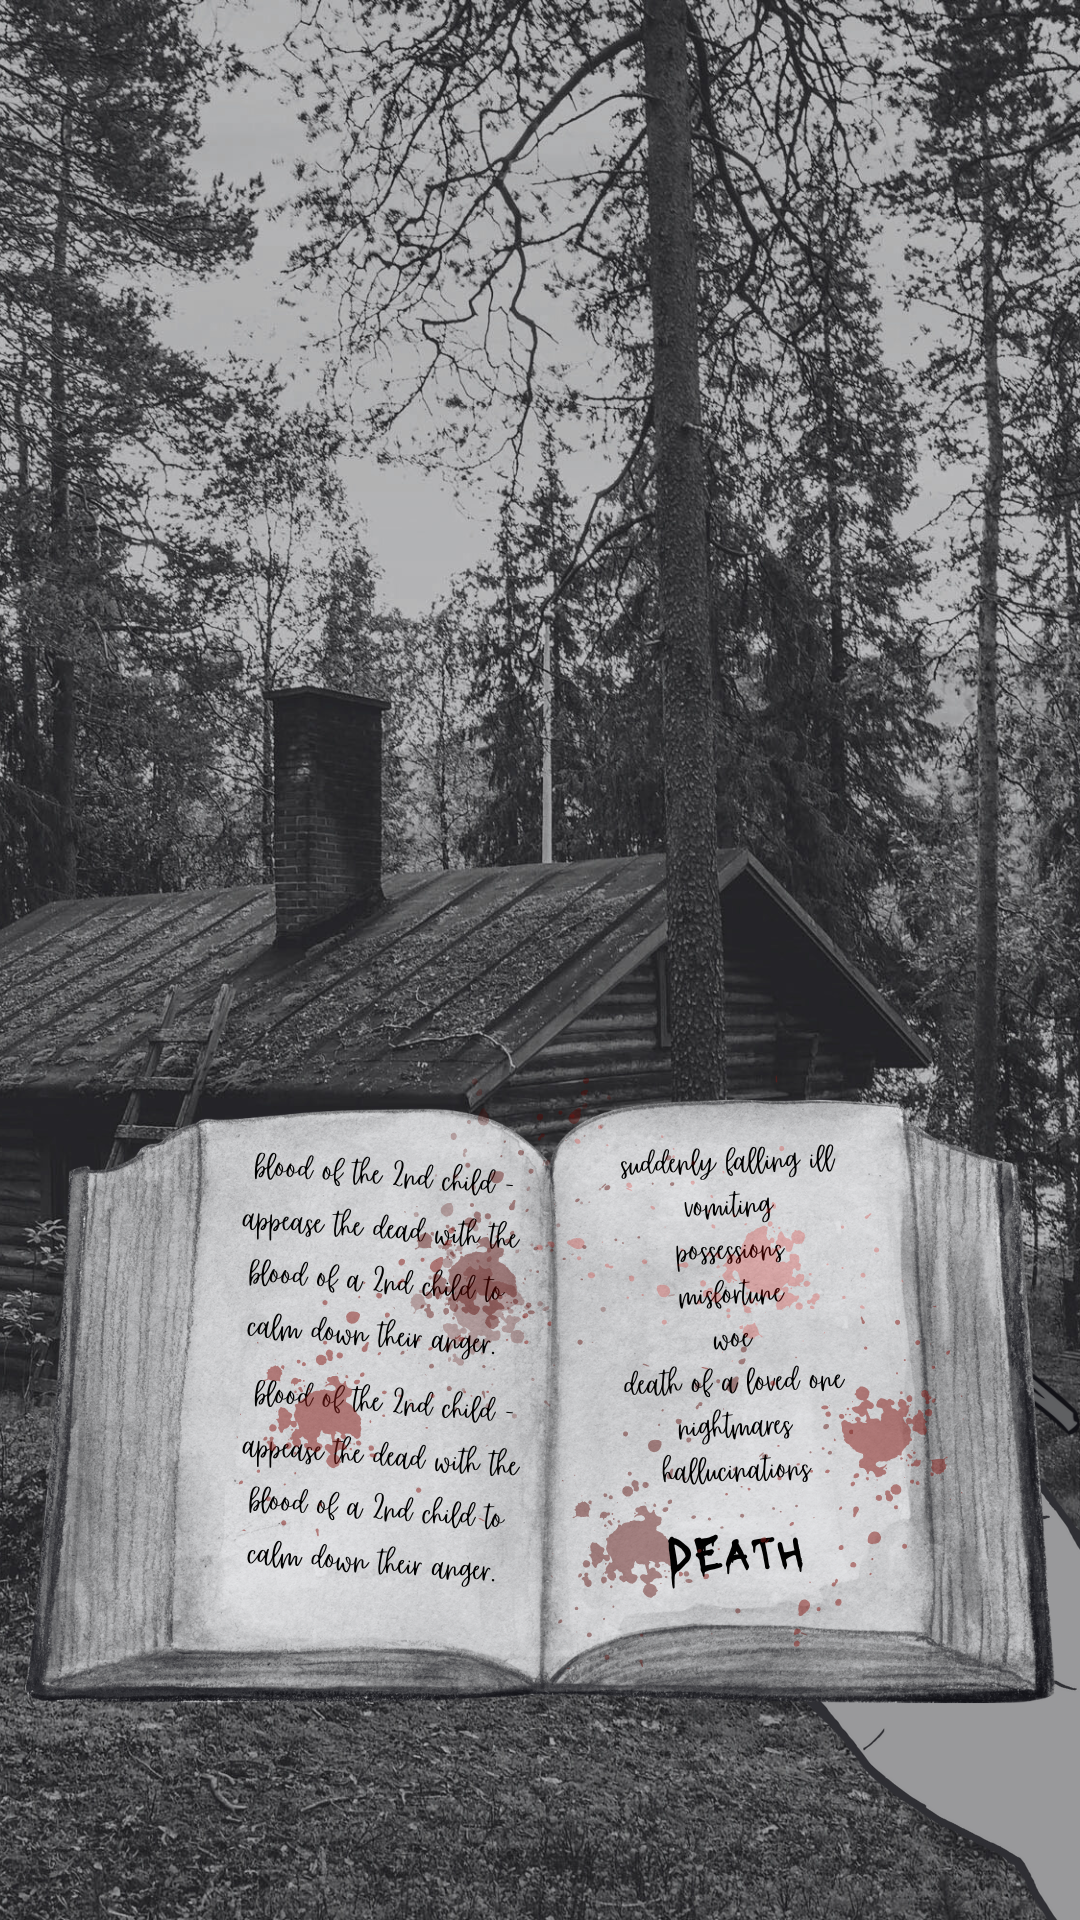 blood of the 2nd child -
appease the dead with the
blood of a 2nd child to
calm down their anger.
blood of the 2nd child -
appease the dead with the
blood of a 2nd child to
calm down their anger.
suddenly falling ill
vomiting
possessions
misfortune
woe
death of a loved one
nightmares
hallucinations
DEATH